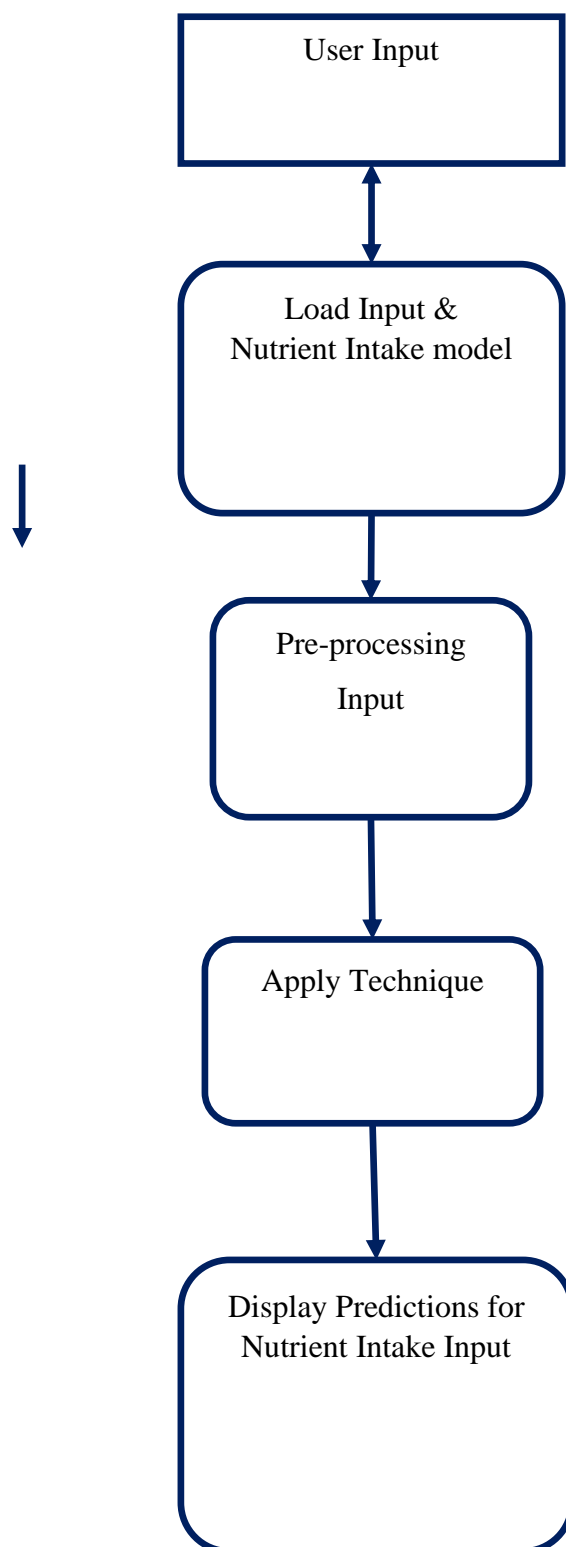 User Input
Load Input &
Nutrient Intake model
Pre-processing
Input
Apply Technique
Display Predictions for
Nutrient Intake Input